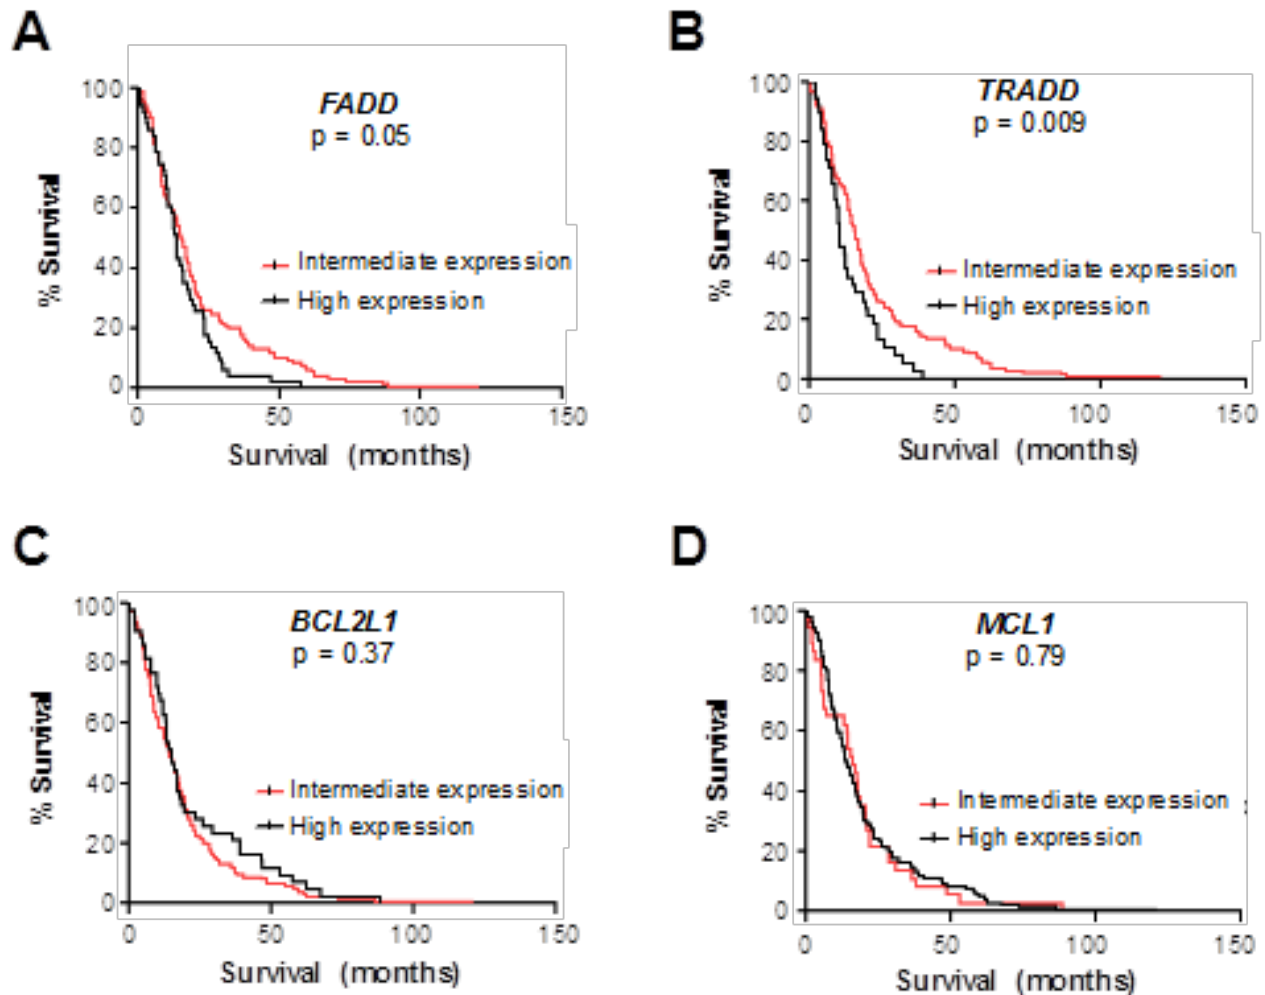 A
FADD
p = 0.05
100
80
60
40
20
0
% Survival
Intermediate expression
High expression
0 50 100 150
Survival (months)
B
TRADD
p = 0.009
100
80
60
40
20
0
% Survival
Intermediate expression
High expression
0 50 100 150
Survival (months)
C
BCL2L1
p = 0.37
100
80
60
40
20
0
% Survival
Intermediate expression
High expression
0 50 100 150
Survival (months)
D
MCL1
p = 0.79
100
80
60
40
20
0
% Survival
Intermediate expression
High expression
0 50 100 150
Survival (months)